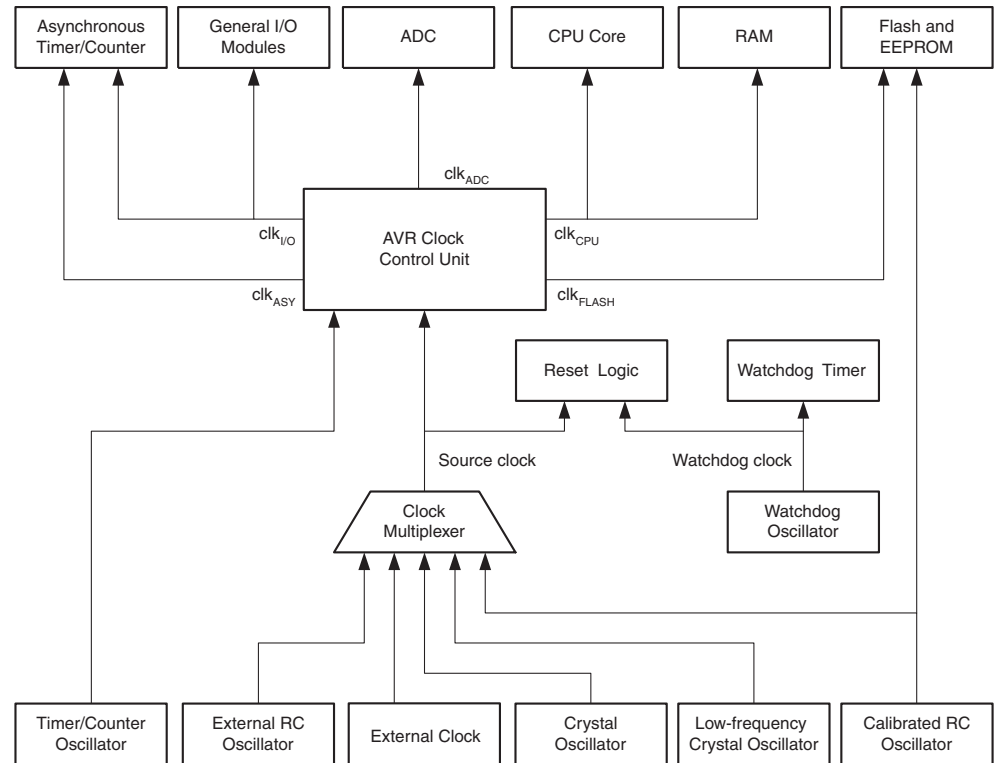 Asynchronous
Timer/Counter
General I/O
Modules
ADC
CPU Core
RAM
Flash and
EEPROM
clkADC
clkI/O
AVR Clock
Control Unit
clkCPU
clkASY
clkFLASH
Reset Logic
Watchdog Timer
Source clock
Watchdog clock
Clock
Multiplexer
Watchdog
Oscillator
Timer/Counter
Oscillator
External RC
Oscillator
External Clock
Crystal
Oscillator
Low-frequency
Crystal Oscillator
Calibrated RC
Oscillator